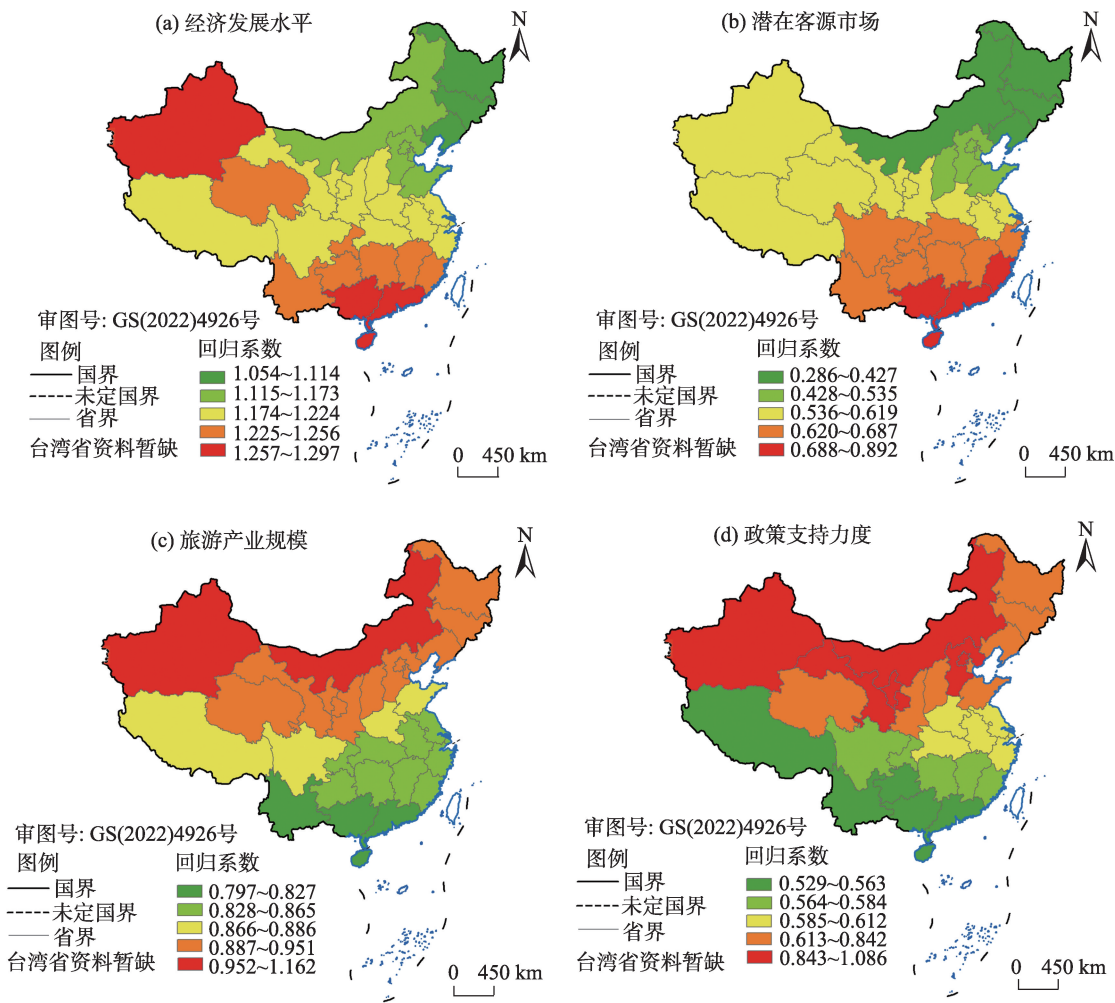 (a) 经济发展水平
N
审图号: GS(2022)4926号
图例
国界
未定国界
省界
台湾省资料暂缺
回归系数
1.054~1.114
1.115~1.173
1.174~1.224
1.225~1.256
1.257~1.297
0 450 km
(b) 潜在客源市场
N
审图号: GS(2022)4926号
图例
国界
未定国界
省界
台湾省资料暂缺
回归系数
0.286~0.427
0.428~0.535
0.536~0.619
0.620~0.687
0.688~0.892
0 450 km
(c) 旅游产业规模
N
审图号: GS(2022)4926号
图例
国界
未定国界
省界
台湾省资料暂缺
回归系数
0.797~0.827
0.828~0.865
0.866~0.886
0.887~0.951
0.952~1.162
0 450 km
(d) 政策支持力度
N
审图号: GS(2022)4926号
图例
国界
未定国界
省界
台湾省资料暂缺
回归系数
0.529~0.563
0.564~0.584
0.585~0.612
0.613~0.842
0.843~1.086
0 450 km